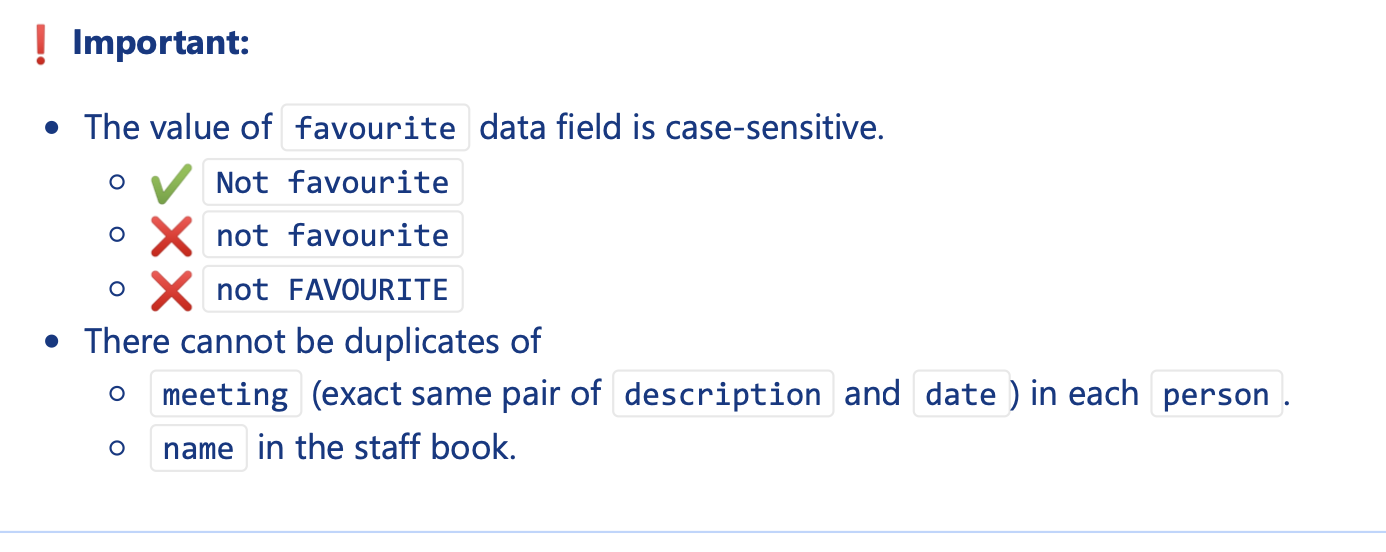 ❗ Important:
• The value of favourite data field is case-sensitive.
◦ ✔ Not favourite
◦ ❌ not favourite
◦ ❌ not FAVOURITE
• There cannot be duplicates of
◦ meeting (exact same pair of description and date) in each person.
◦ name in the staff book.